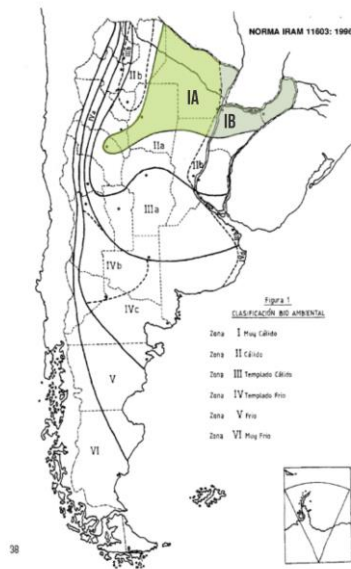 NORMA IRAM 11603: 1996
IIb
IVa
IA
IB
IIa
IIb
IIIa
IVb
IVc
V
VI
Figura 1
CLASIFICACIÓN BIO AMBIENTAL
Zona I Muy Cálido
Zona II Cálido
Zona III Templado Cálido
Zona IV Templado Frío
Zona V Frío
Zona VI Muy Frío
38